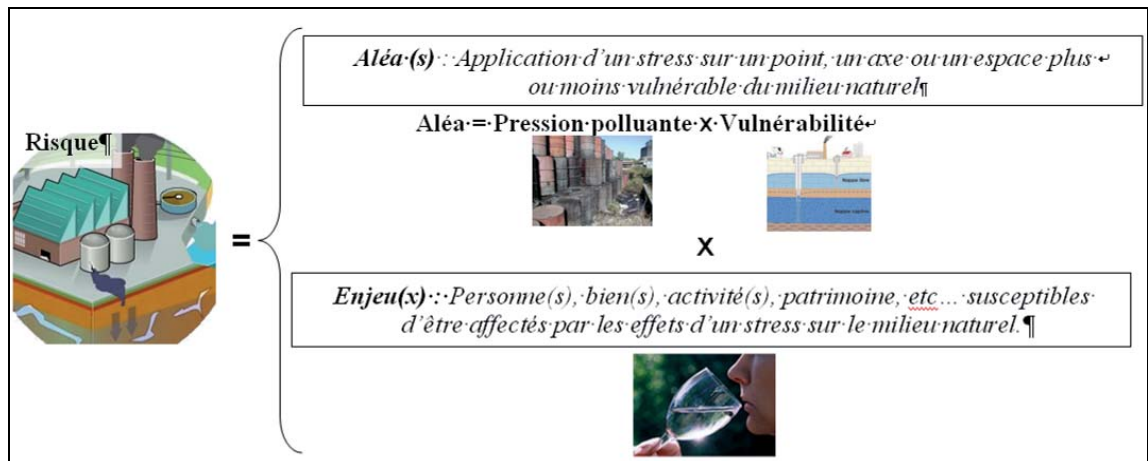 Aléa (s) : Application d'un stress sur un point, un axe ou un espace plus ↵
ou moins vulnérable du milieu naturel¶
Aléa = Pression polluante x Vulnérabilité↵
Risque¶
=
x
Enjeu(x) : Personne(s), bien(s), activité(s), patrimoine, etc... susceptibles
d'être affectés par les effets d'un stress sur le milieu naturel.¶